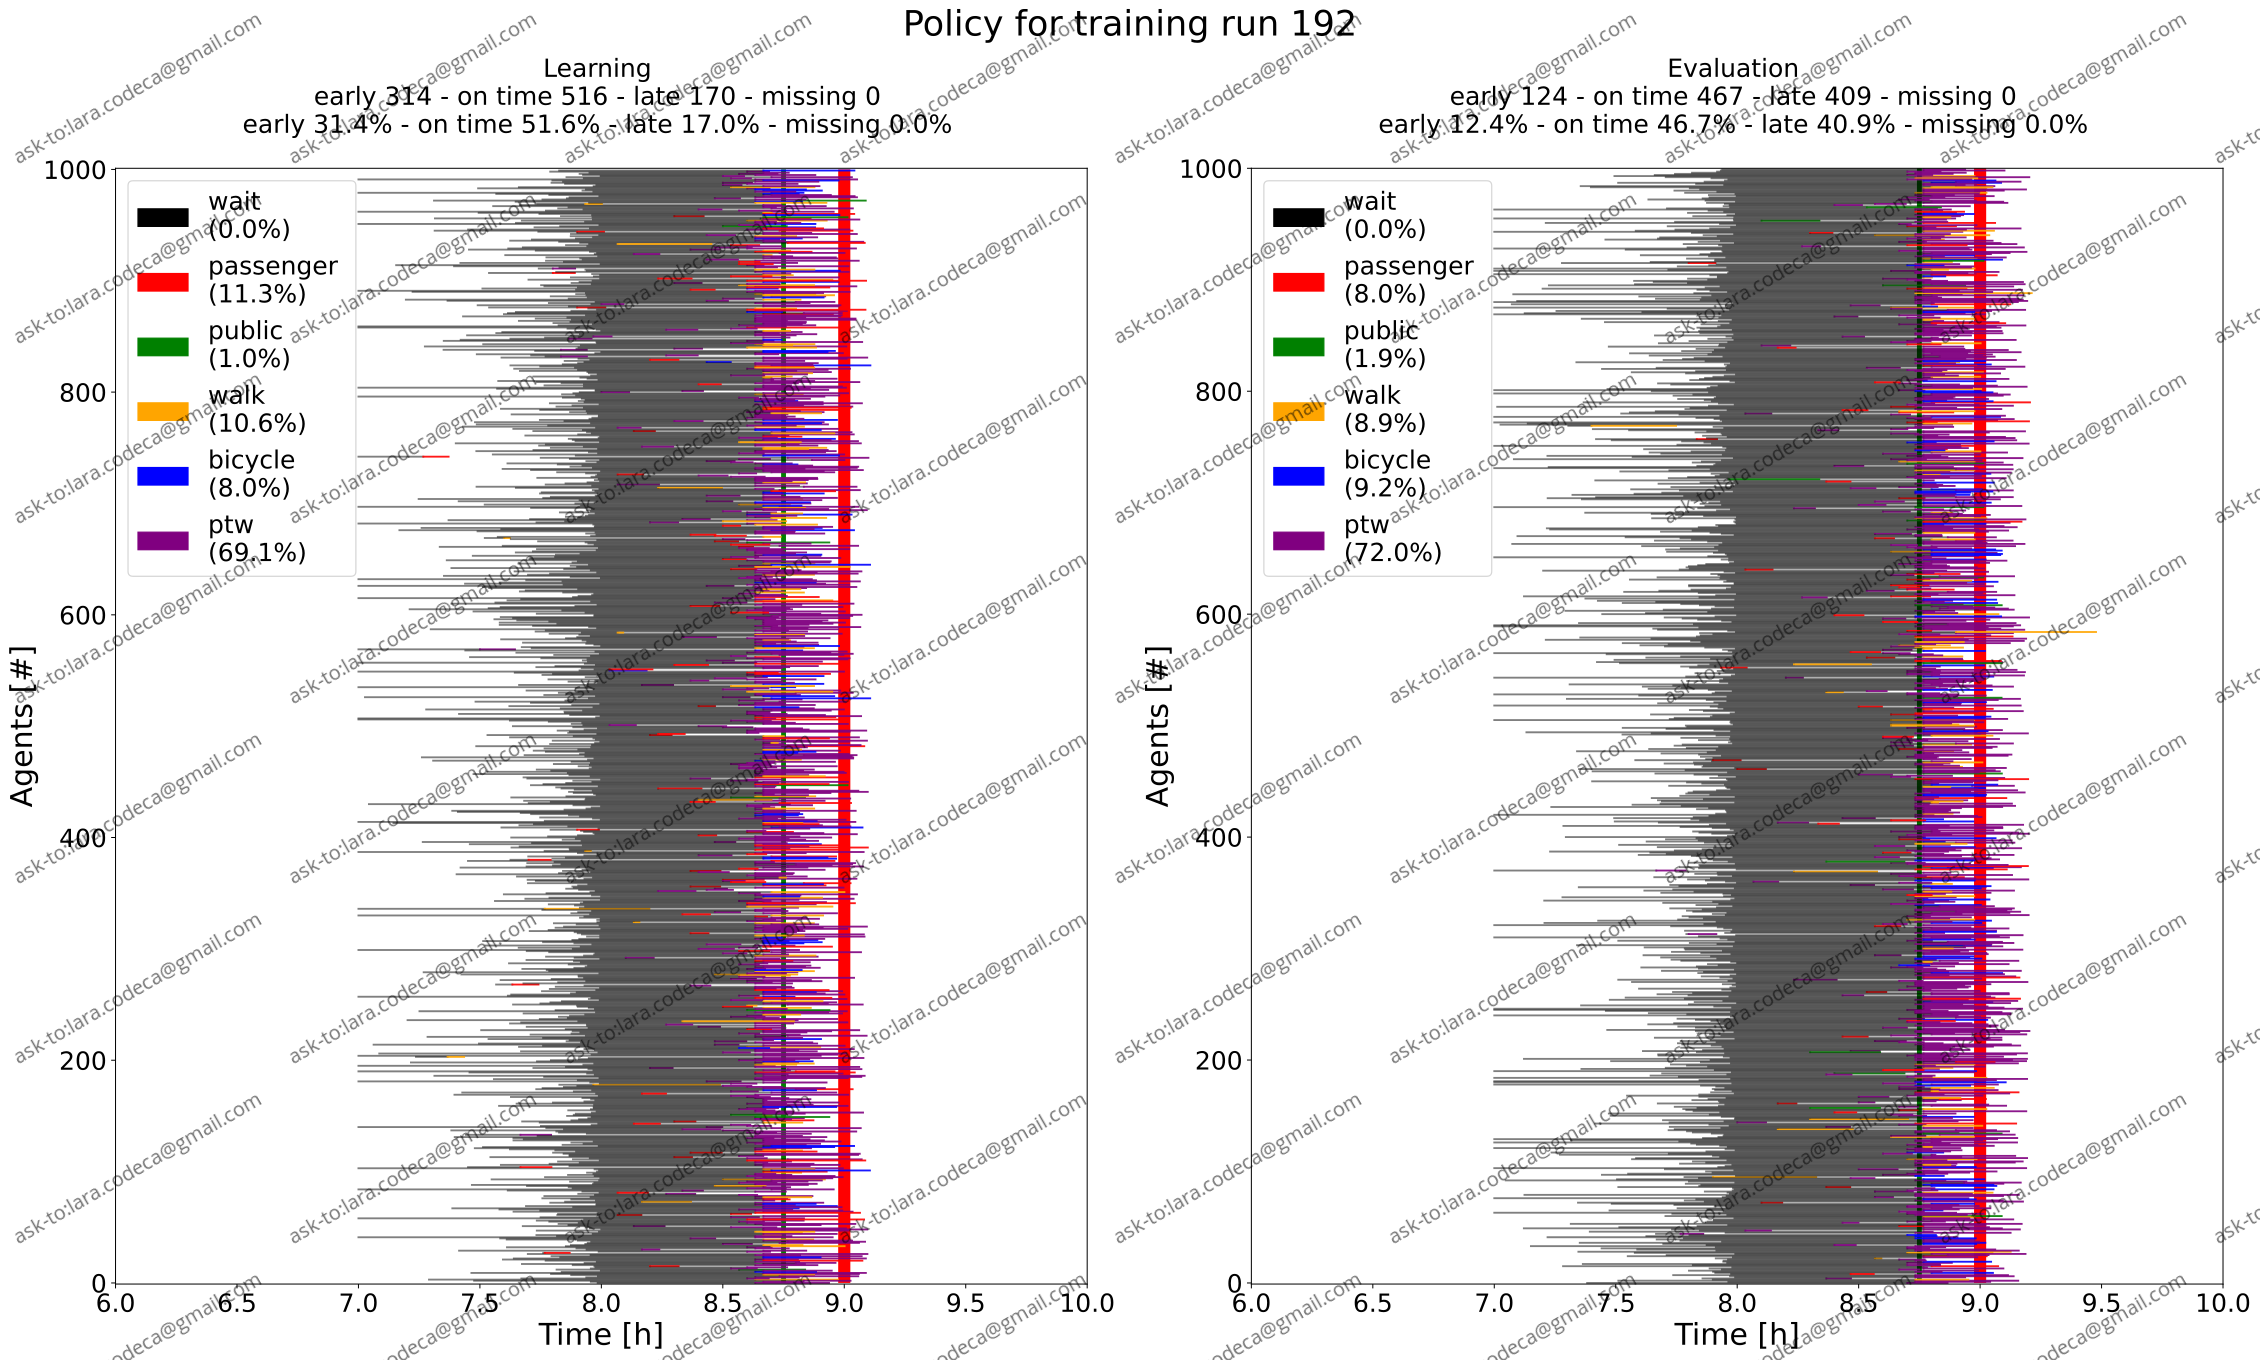 Policy for training run 192
Learning
early 314 - on time 516 - late 170 - missing 0
early 31.4% - on time 51.6% - late 17.0% - missing 0.0%
1000
800
600
400
200
0
Agents [#]
wait
(0.0%)
passenger
(11.3%)
public
(1.0%)
walk
(10.6%)
bicycle
(8.0%)
ptw
(69.1%)
6.0 6.5 7.0 7.5 8.0 8.5 9.0 9.5 10.0
Time [h]
Evaluation
early 124 - on time 467 - late 409 - missing 0
early 12.4% - on time 46.7% - late 40.9% - missing 0.0%
1000
800
600
400
200
0
Agents [#]
wait
(0.0%)
passenger
(8.0%)
public
(1.9%)
walk
(8.9%)
bicycle
(9.2%)
ptw
(72.0%)
6.0 6.5 7.0 7.5 8.0 8.5 9.0 9.5 10.0
Time [h]
ask-to:lara.codeca@gmail.com